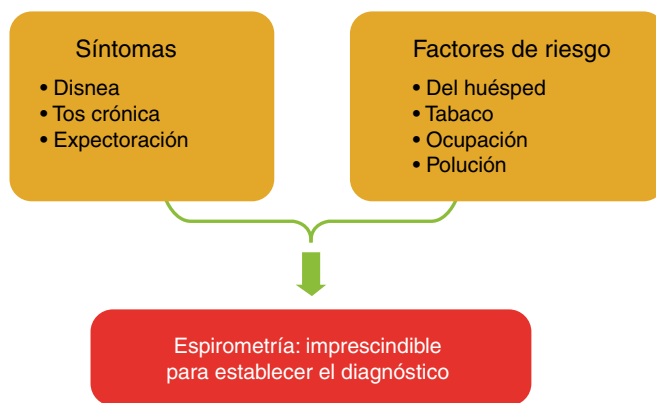 Síntomas
• Disnea
• Tos crónica
• Expectoración
Factores de riesgo
• Del huésped
• Tabaco
• Ocupación
• Polución
Espirometría: imprescindible
para establecer el diagnóstico